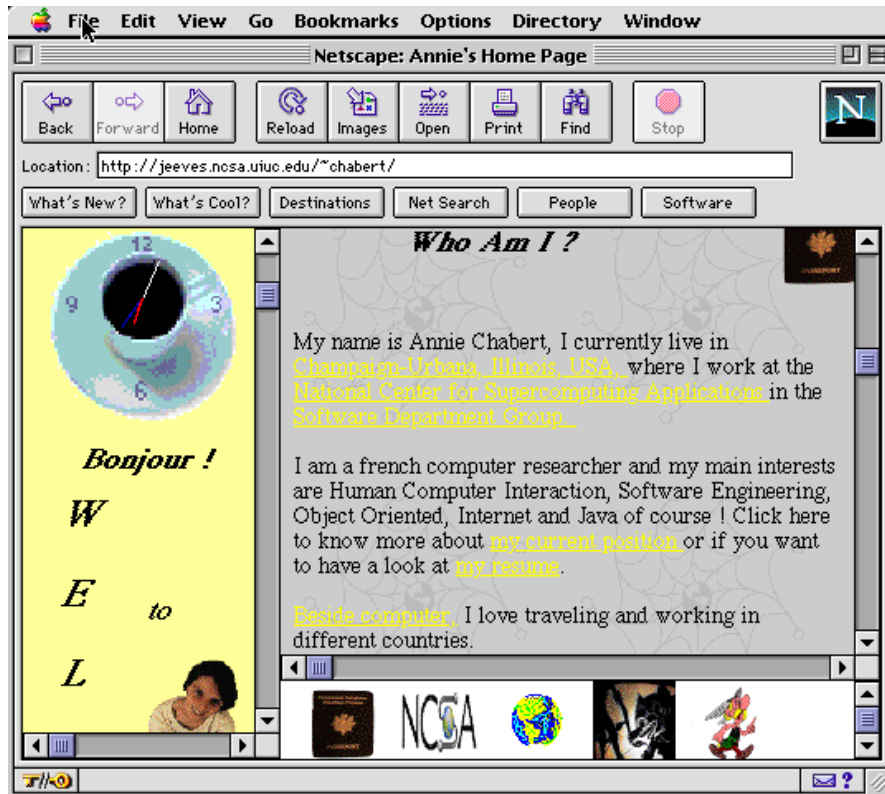 File Edit View Go Bookmarks Options Directory Window
Netscape: Annie's Home Page
Back Forward Home Reload Images Open Print Find Stop
N
Location: http://jeeves.ncsa.uiuc.edu/~chabert/
What's New? What's Cool? Destinations Net Search People Software
12
9 3
6
Bonjour !
W
E to
L
Who Am I ?
PASSPORT
My name is Annie Chabert, I currently live in
Champaign-Urbana, Illinois, USA, where I work at the
National Center for Supercomputing Applications in the
Software Department Group.
I am a french computer researcher and my main interests
are Human Computer Interaction, Software Engineering,
Object Oriented, Internet and Java of course ! Click here
to know more about my current position or if you want
to have a look at my resume.
Beside computer, I love traveling and working in
different countries.
PASSEPORT
NCSA
?